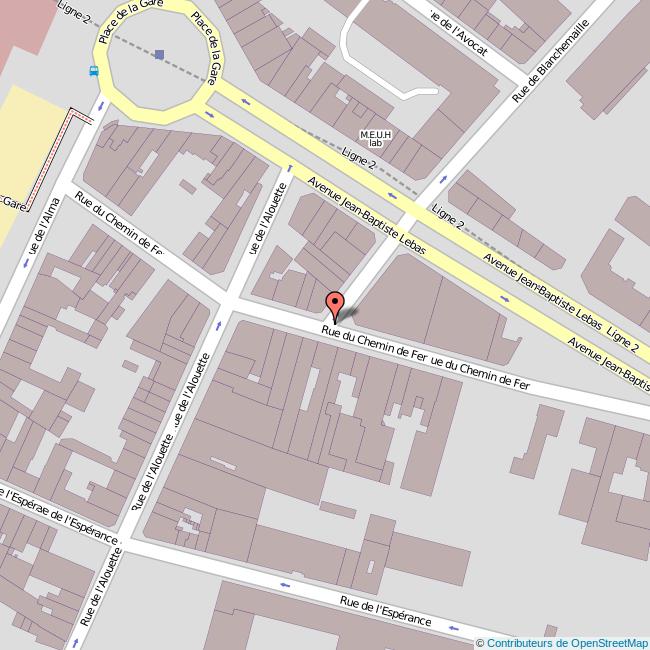 Place de la Gare
Place de la Gare
Ligne 2
ue de l'Avocat
Rue de Blanchemaille
M.E.U.H
lab
Ligne 2
Gare
ue de l'Alma
Rue du Chemin de Fer
ue de l'Alouette
Avenue Jean-Baptiste Lebas
Ligne 2
Avenue Jean-Baptiste Lebas
Ligne 2
Avenue Jean-Baptis
Rue du Chemin de Fer
ue du Chemin de Fer
ue de l'Alouette
Rue de l'Alouette
e l'Espéra
e de l'Espérance
Rue de l'Alouette
Rue de l'Espérance
© Contributeurs de OpenStreetMap